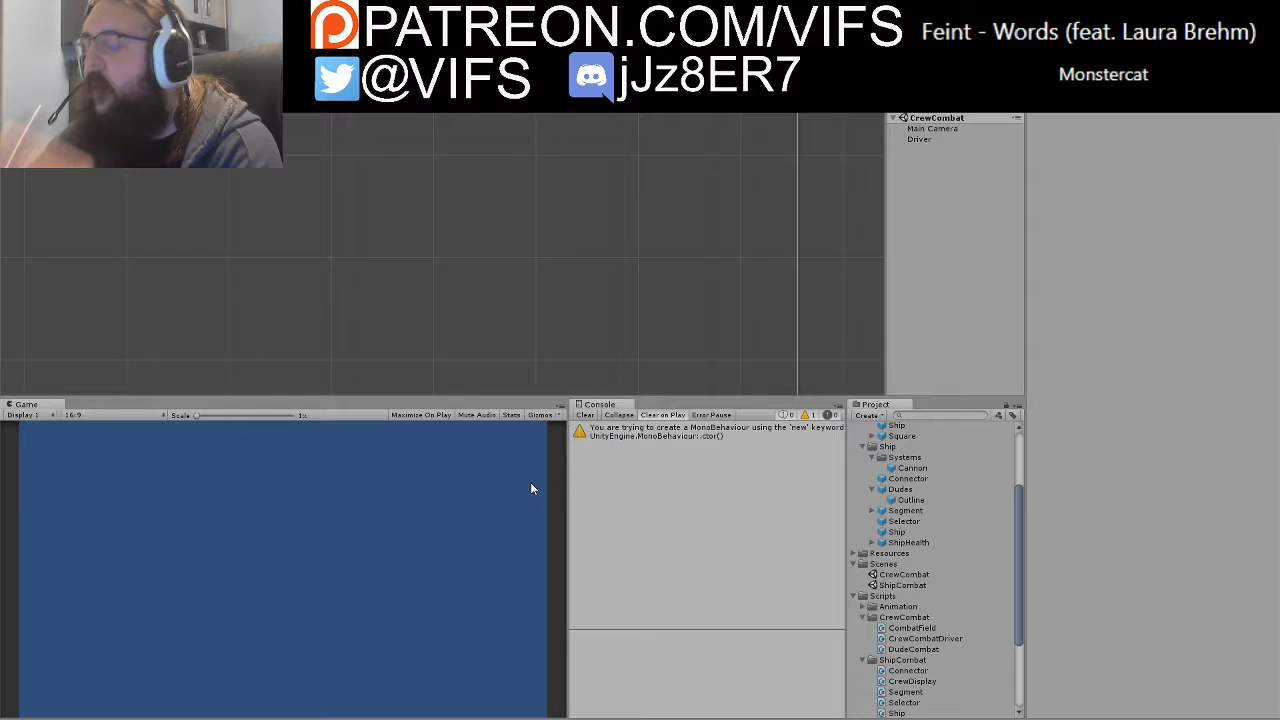 PATREON.COM/VIFS
@VIFS
jJz8ER7
Feint - Words (feat. Laura Brehm)
Monstercat
CrewCombat
Main Camera
Driver
Game
Display 1
16:9
Scale
1x
Maximize On Play
Mute Audio
Stats
Gizmos
Console
Clear
Collapse
Clear on Play
Error Pause
0
1
0
You are trying to create a MonoBehaviour using the 'new' keyword
UnityEngine.MonoBehaviour:.ctor()
Project
Create
Ship
Square
Ship
Systems
Cannon
Connector
Dudes
Outline
Segment
Selector
Ship
ShipHealth
Resources
Scenes
CrewCombat
ShipCombat
Scripts
Animation
CrewCombat
CombatField
CrewCombatDriver
DudeCombat
ShipCombat
Connector
CrewDisplay
Segment
Selector
Ship